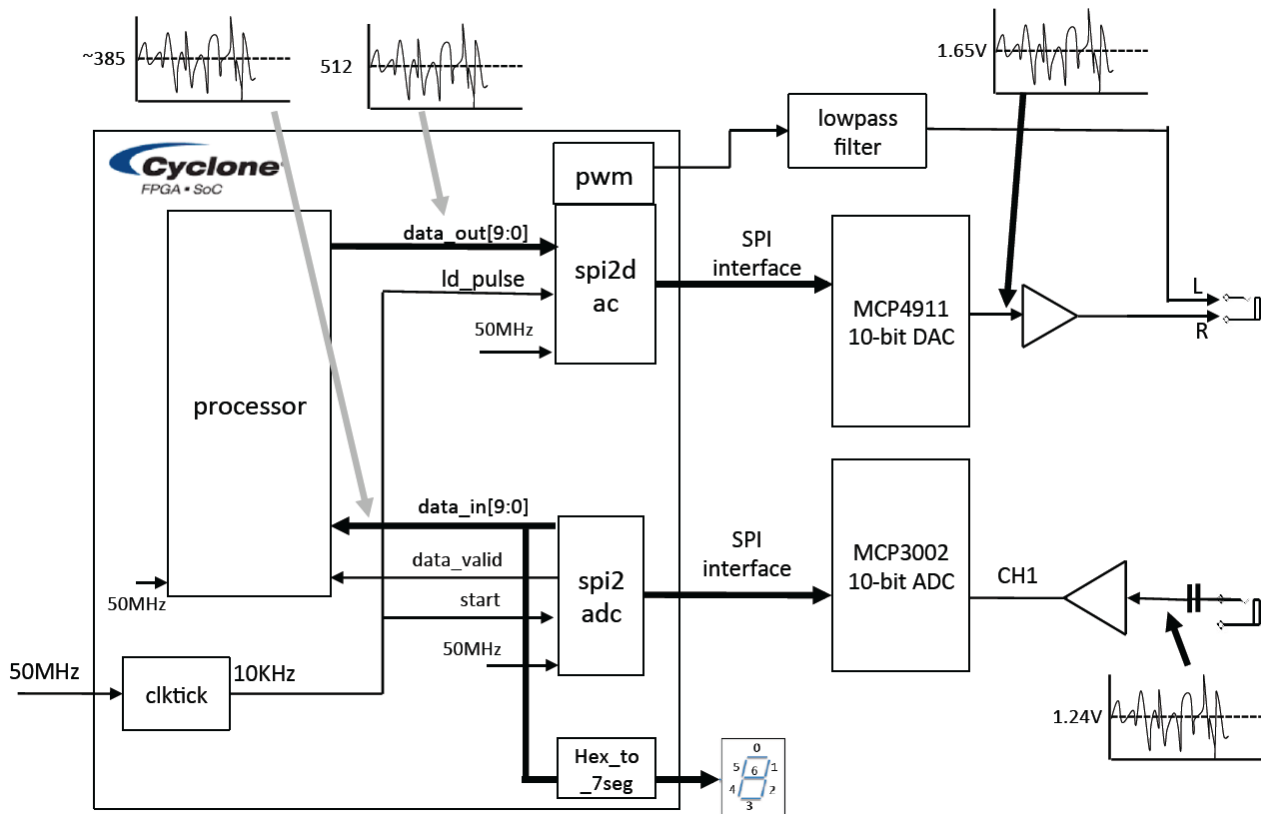 ~385
512
1.65V
lowpass
filter
Cyclone
FPGA ▪ SoC
pwm
processor
data_out[9:0]
ld_pulse
50MHz
spi2d
ac
SPI
interface
MCP4911
10-bit DAC
L
R
data_in[9:0]
data_valid
start
50MHz
50MHz
spi2
adc
SPI
interface
MCP3002
10-bit ADC
CH1
50MHz
clktick
10KHz
1.24V
Hex_to
_7seg
0
5 6 1
4 2
3